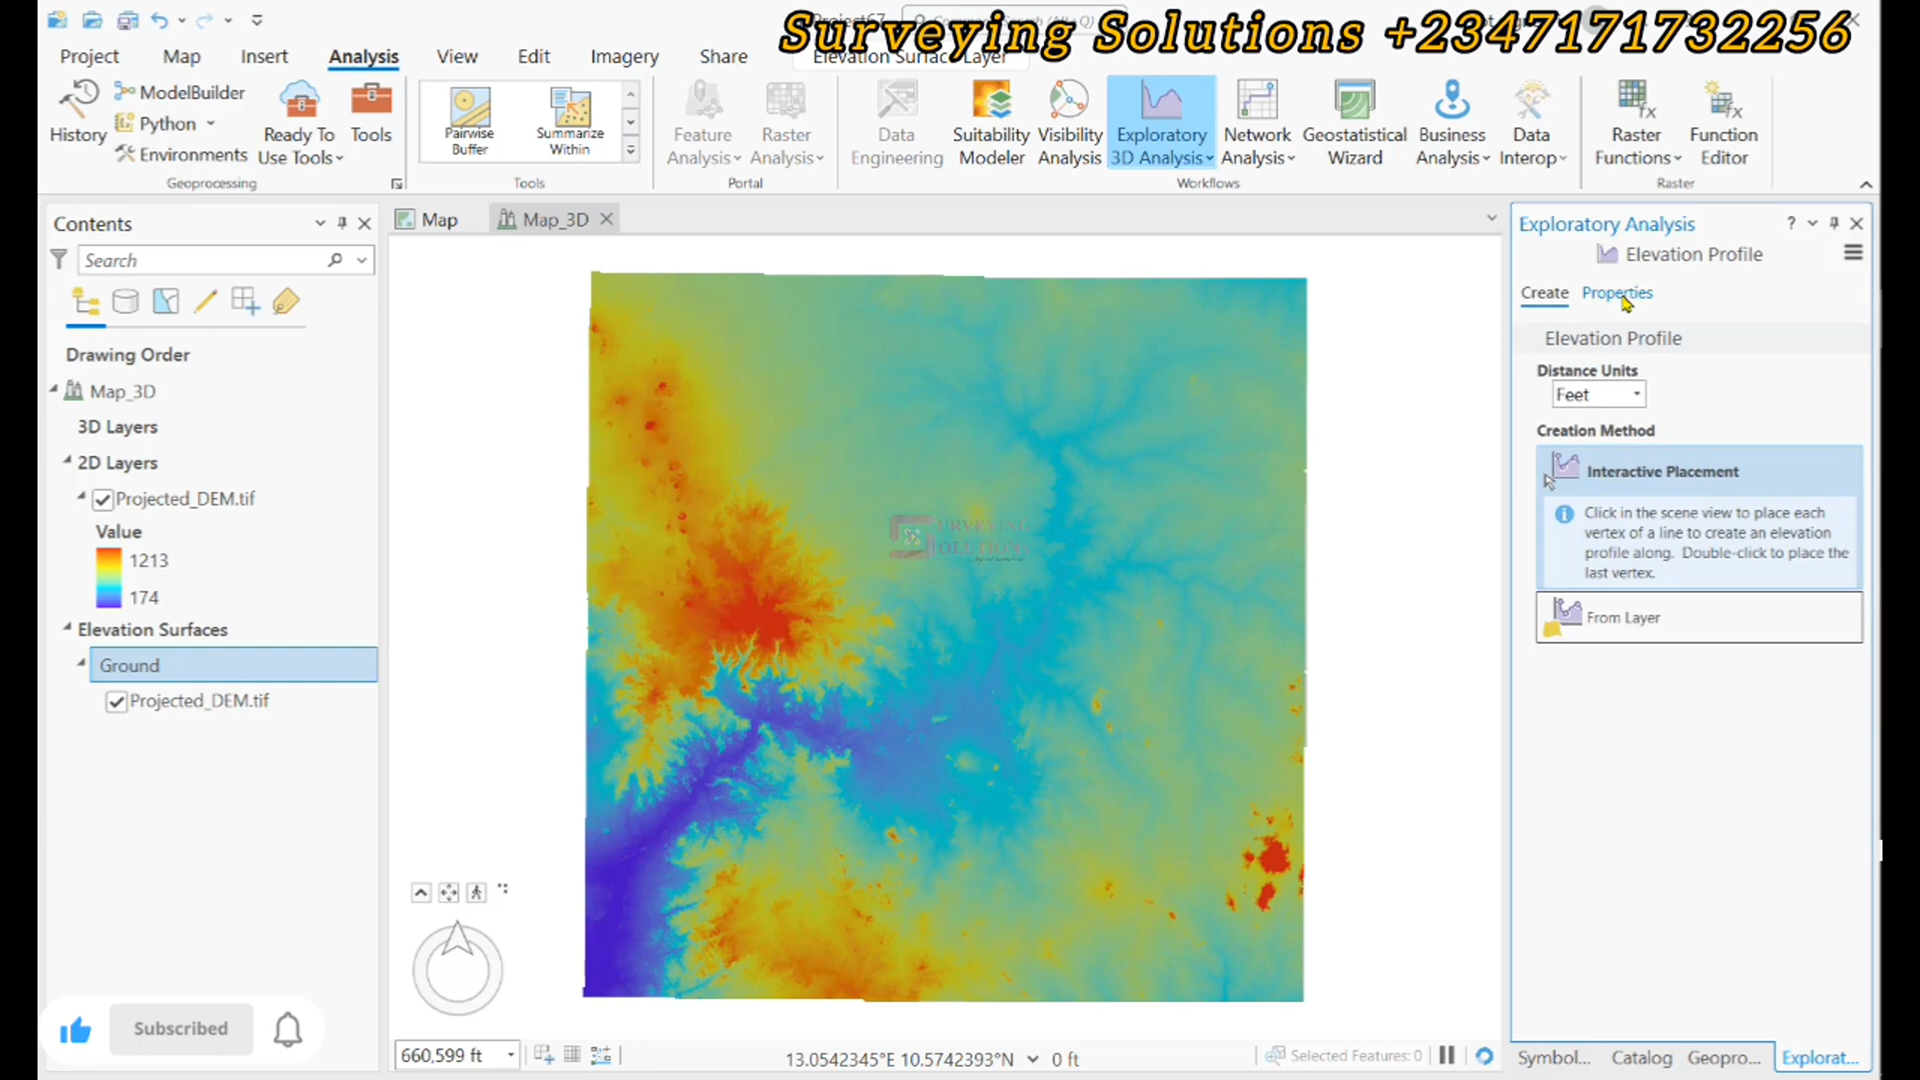 Surveying Solutions +2347171732256
Project Map Insert Analysis View Edit Imagery Share Elevation Surface Layer
History
ModelBuilder
Python
Environments
Ready To
Use Tools
Tools
Geoprocessing
Pairwise
Buffer
Summarize
Within
Tools
Feature
Analysis
Raster
Analysis
Portal
Data
Engineering
Suitability
Modeler
Visibility
Analysis
Exploratory
3D Analysis
Network
Analysis
Geostatistical
Wizard
Business
Analysis
Data
Interop
Workflows
Raster
Functions
Function
Editor
Raster
Contents
Search
Drawing Order
Map_3D
3D Layers
2D Layers
Projected_DEM.tif
Value
1213
174
Elevation Surfaces
Ground
Projected_DEM.tif
Map Map_3D
URVEYING
OLUTIONS
Exploratory Analysis
Elevation Profile
Create Properties
Elevation Profile
Distance Units
Feet
Creation Method
Interactive Placement
Click in the scene view to place each
vertex of a line to create an elevation
profile along. Double-click to place the
last vertex.
From Layer
Subscribed
660,599 ft
13.0542345°E 10.5742393°N 0 ft
Selected Features: 0
Symbol... Catalog Geopro... Explorat...